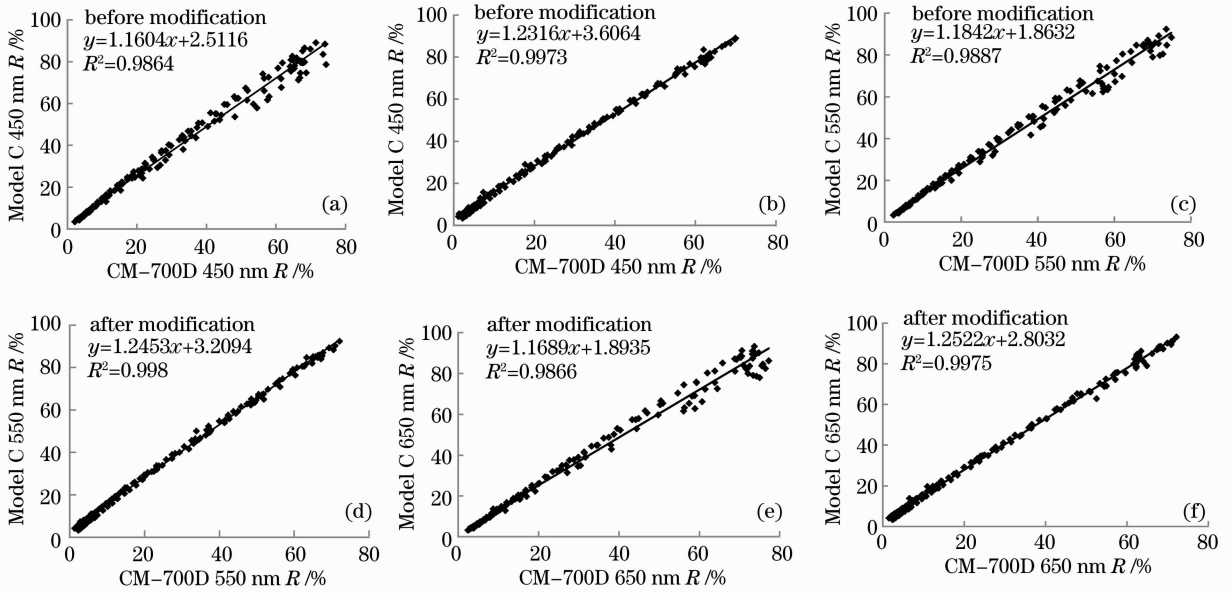 before modification
y=1.1604x+2.5116
R²=0.9864
Model C 450 nm R /%
100
80
60
40
20
0
0
20
40
60
80
(a)
CM-700D 450 nm R /%
before modification
y=1.2316x+3.6064
R²=0.9973
Model C 450 nm R /%
100
80
60
40
20
0
0
20
40
60
80
(b)
CM-700D 450 nm R /%
before modification
y=1.1842x+1.8632
R²=0.9887
Model C 550 nm R /%
100
80
60
40
20
0
0
20
40
60
80
(c)
CM-700D 550 nm R /%
after modification
y=1.2453x+3.2094
R²=0.998
Model C 550 nm R /%
100
80
60
40
20
0
0
20
40
60
80
(d)
CM-700D 550 nm R /%
after modification
y=1.1689x+1.8935
R²=0.9866
Model C 650 nm R /%
100
80
60
40
20
0
0
20
40
60
80
(e)
CM-700D 650 nm R /%
after modification
y=1.2522x+2.8032
R²=0.9975
Model C 650 nm R /%
100
80
60
40
20
0
0
20
40
60
80
(f)
CM-700D 650 nm R /%